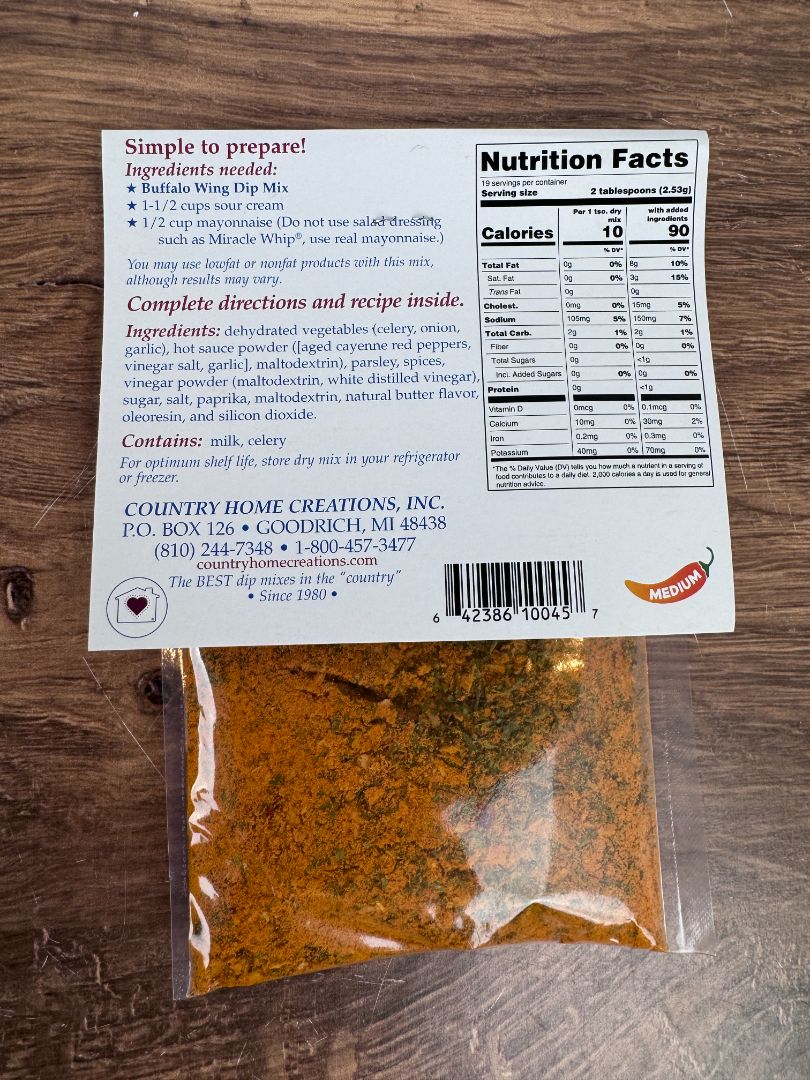 Simple to prepare!
Ingredients needed:
★ Buffalo Wing Dip Mix
★ 1-1/2 cups sour cream
★ 1/2 cup mayonnaise (Do not use salad dressing
such as Miracle Whip®, use real mayonnaise.)
You may use lowfat or nonfat products with this mix,
although results may vary.
Complete directions and recipe inside.
Ingredients: dehydrated vegetables (celery, onion,
garlic), hot sauce powder ([aged cayenne red peppers,
vinegar salt, garlic], maltodextrin), parsley, spices,
vinegar powder (maltodextrin, white distilled vinegar),
sugar, salt, paprika, maltodextrin, natural butter flavor,
oleoresin, and silicon dioxide.
Contains: milk, celery
For optimum shelf life, store dry mix in your refrigerator
or freezer.
COUNTRY HOME CREATIONS, INC.
P.O. BOX 126 • GOODRICH, MI 48438
(810) 244-7348 • 1-800-457-3477
countryhomecreations.com
The BEST dip mixes in the "country"
• Since 1980 •
Nutrition Facts
19 servings per container
Serving size 2 tablespoons (2.53g)
Per 1 tso. dry mix with added ingredients
Calories 10 90
% DV* % DV*
Total Fat 0g 0% 8g 10%
Sat. Fat 0g 0% 3g 15%
Trans Fat 0g 0g
Cholest. 0mg 0% 15mg 5%
Sodium 105mg 5% 150mg 7%
Total Carb. 2g 1% 2g 1%
Fiber 0g 0% 0g 0%
Total Sugars 0g <1g
Incl. Added Sugars 0g 0% 0g 0%
Protein 0g <1g
Vitamin D 0mcg 0% 0.1mcg 0%
Calcium 10mg 0% 30mg 2%
Iron 0.2mg 0% 0.3mg 0%
Potassium 40mg 0% 70mg 0%
*The % Daily Value (DV) tells you how much a nutrient in a serving of
food contributes to a daily diet. 2,000 calories a day is used for general
nutrition advice.
6 42386 10045 7
MEDIUM